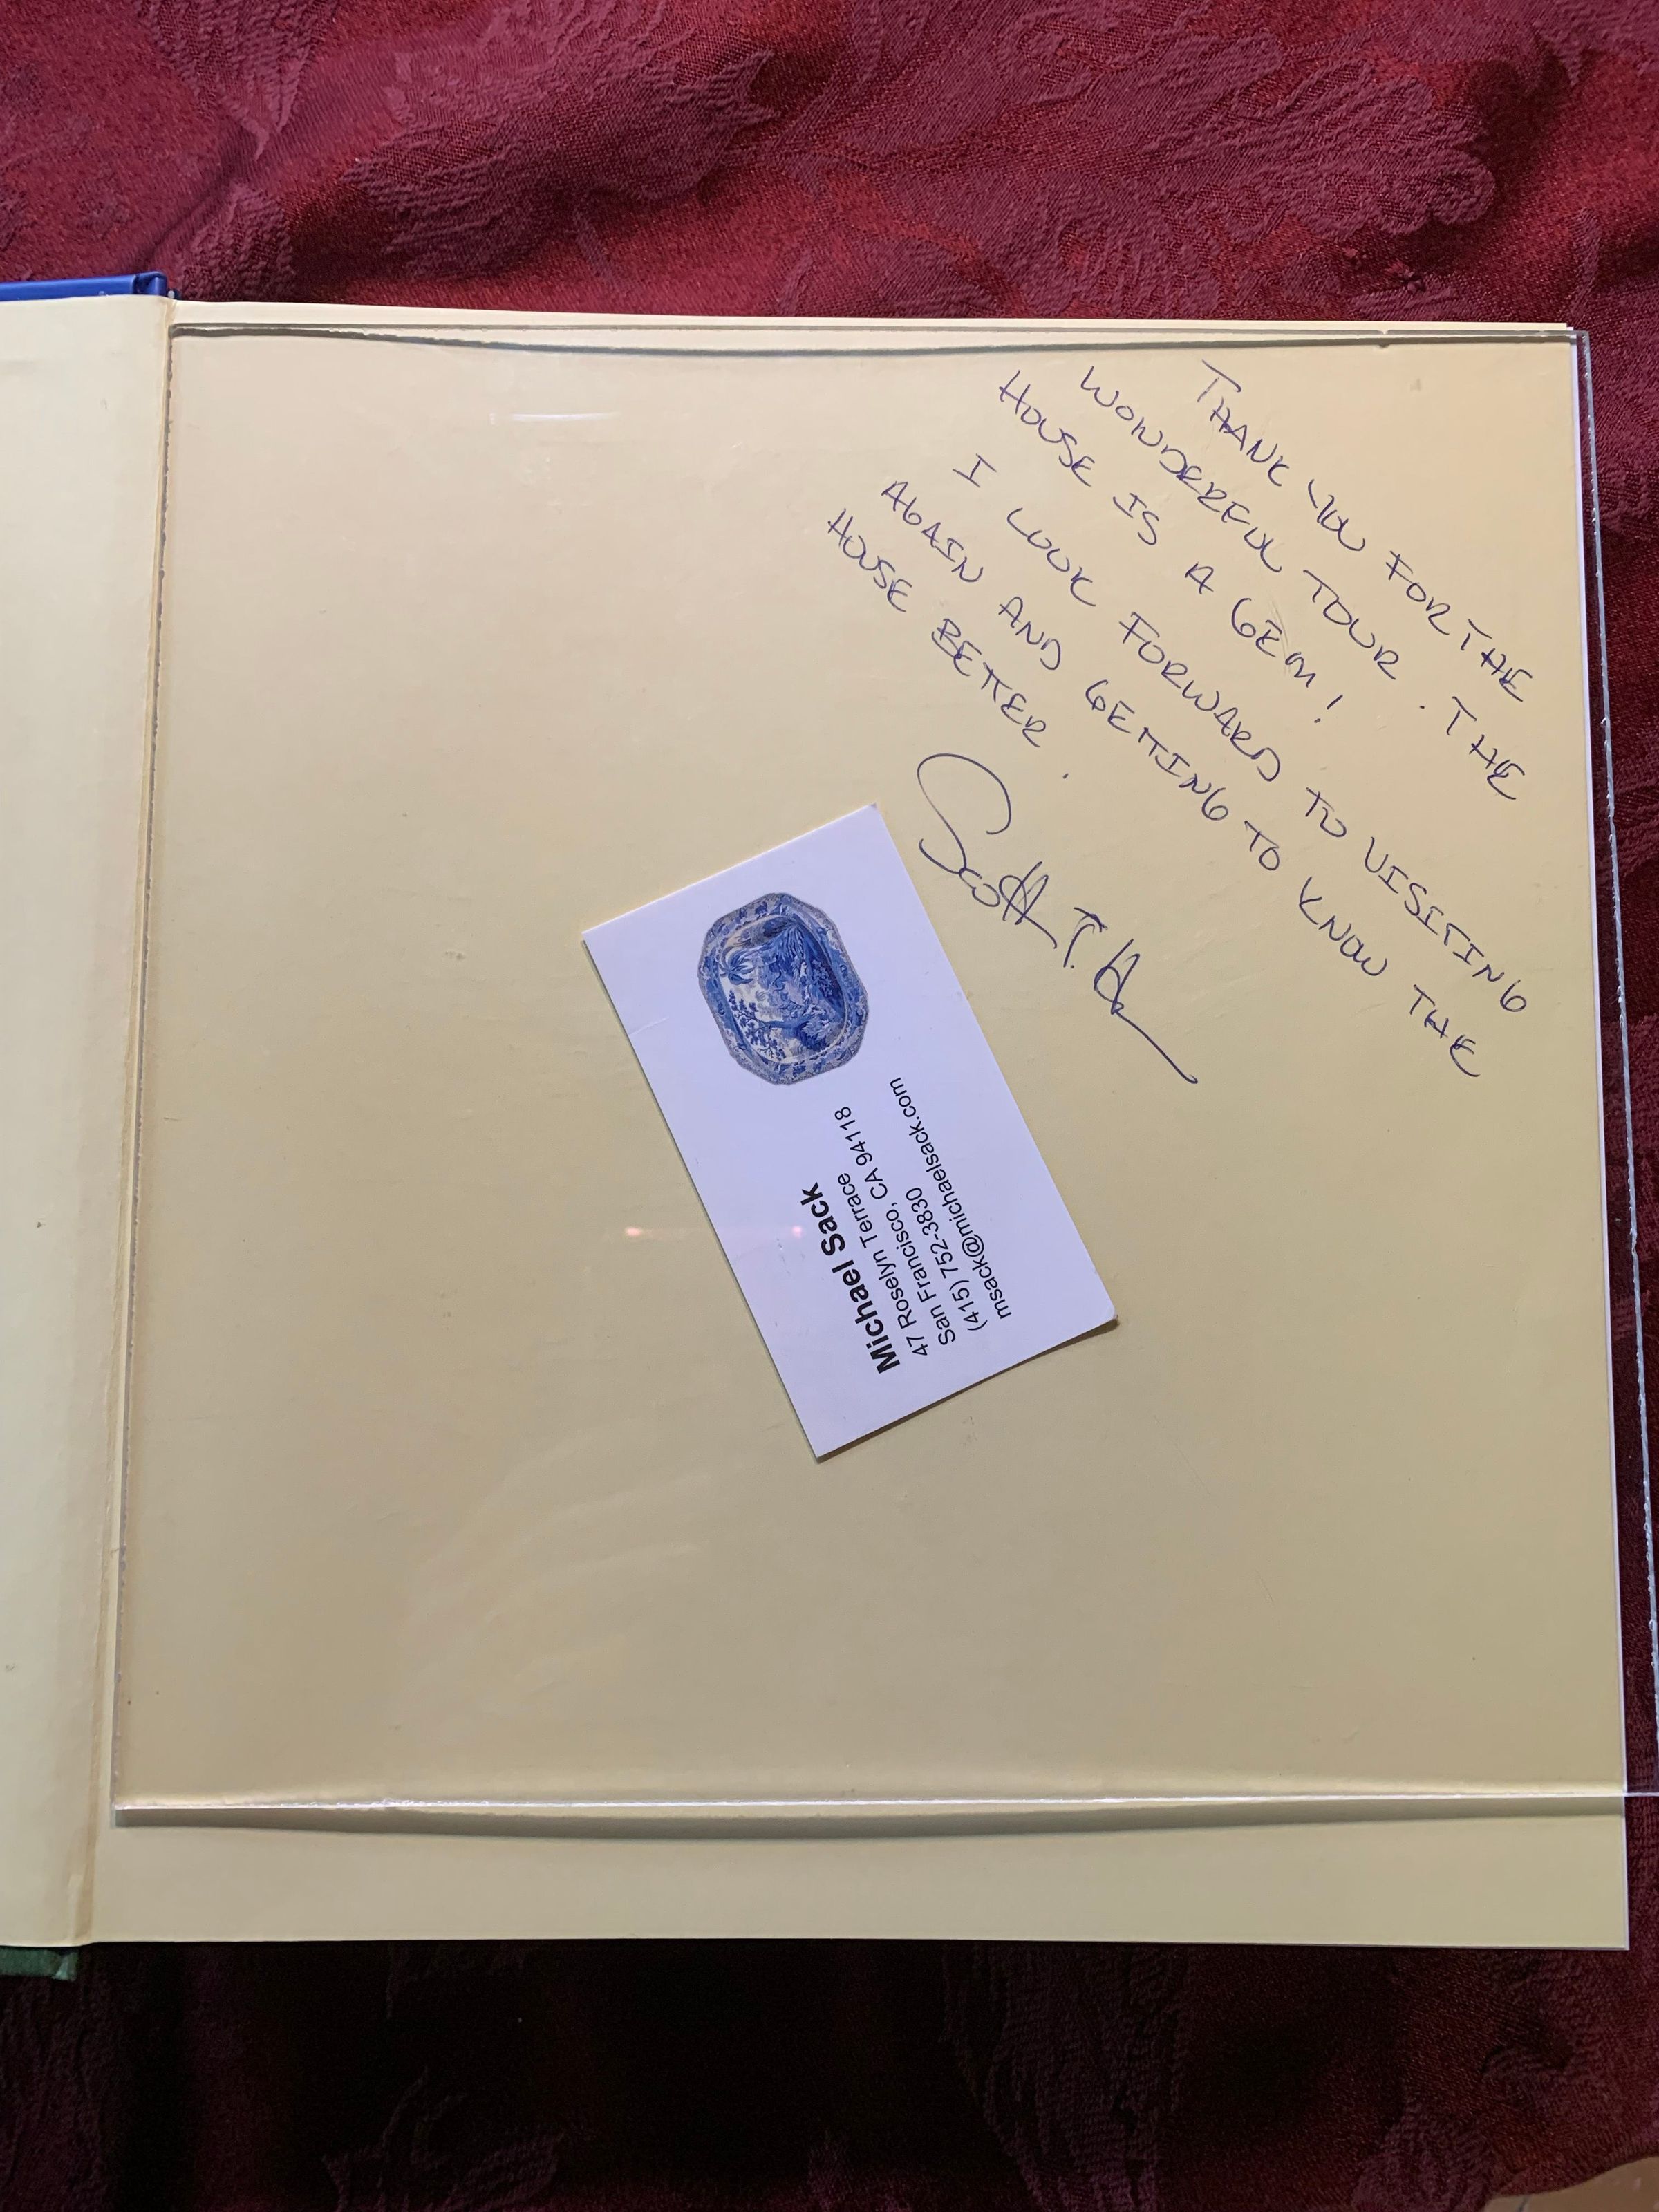 THANK YOU FOR THE
WONDERFUL TOUR. THE
HOUSE IS A GEM!
I LOOK FORWARD TO VISITING
AGAIN AND GETTING TO KNOW THE
HOUSE BETTER.
Scott T.
Michael Sack
47 Roselyn Terrace
San Francisco, CA 94118
(415) 752-3830
msack@michaelsack.com